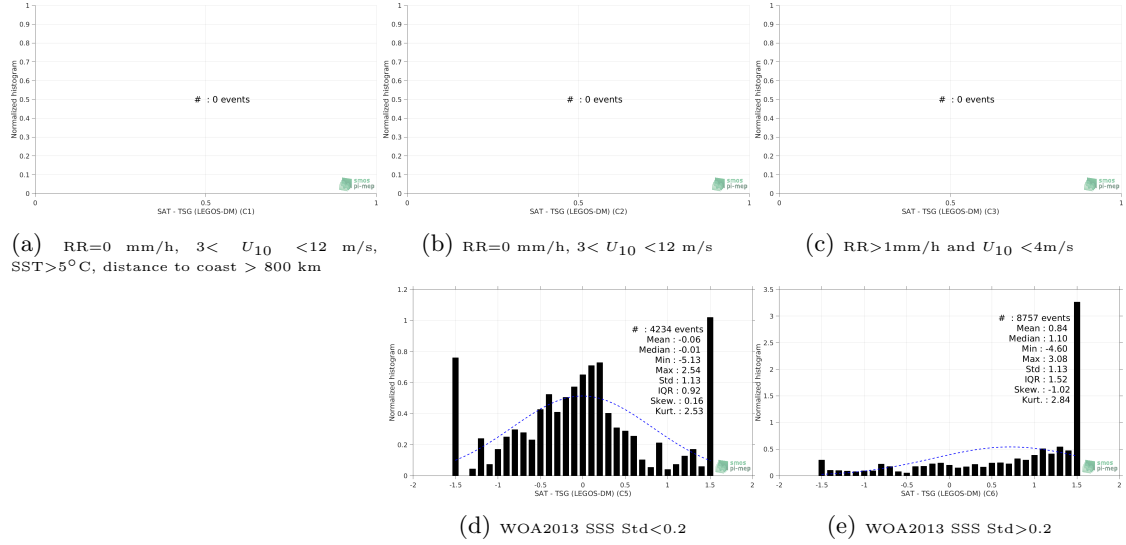 1
0.9
0.8
0.7
0.6
0.5
0.4
0.3
0.2
0.1
0
Normalized histogram
# : 0 events
smos
pi-mep
0 0.5 1
SAT - TSG (LEGOS-DM) (C1)
1
0.9
0.8
0.7
0.6
0.5
0.4
0.3
0.2
0.1
0
Normalized histogram
# : 0 events
smos
pi-mep
0 0.5 1
SAT - TSG (LEGOS-DM) (C2)
1
0.9
0.8
0.7
0.6
0.5
0.4
0.3
0.2
0.1
0
Normalized histogram
# : 0 events
smos
pi-mep
0 0.5 1
SAT - TSG (LEGOS-DM) (C3)
(a) RR=0 mm/h, 3< U10 <12 m/s,
SST>5°C, distance to coast > 800 km
(b) RR=0 mm/h, 3< U10 <12 m/s
(c) RR>1mm/h and U10 <4m/s
1.2
1
0.8
0.6
0.4
0.2
0
Normalized histogram
# : 4234 events
Mean : -0.06
Median : -0.01
Min : -5.13
Max : 2.54
Std : 1.13
IQR : 0.92
Skew. : 0.16
Kurt. : 2.53
smos
pi-mep
-2 -1.5 -1 -0.5 0 0.5 1 1.5 2
SAT - TSG (LEGOS-DM) (C5)
3.5
3
2.5
2
1.5
1
0.5
0
Normalized histogram
# : 8757 events
Mean : 0.84
Median : 1.10
Min : -4.60
Max : 3.08
Std : 1.13
IQR : 1.52
Skew. : -1.02
Kurt. : 2.84
smos
pi-mep
-2 -1.5 -1 -0.5 0 0.5 1 1.5 2
SAT - TSG (LEGOS-DM) (C6)
(d) WOA2013 SSS Std<0.2
(e) WOA2013 SSS Std>0.2